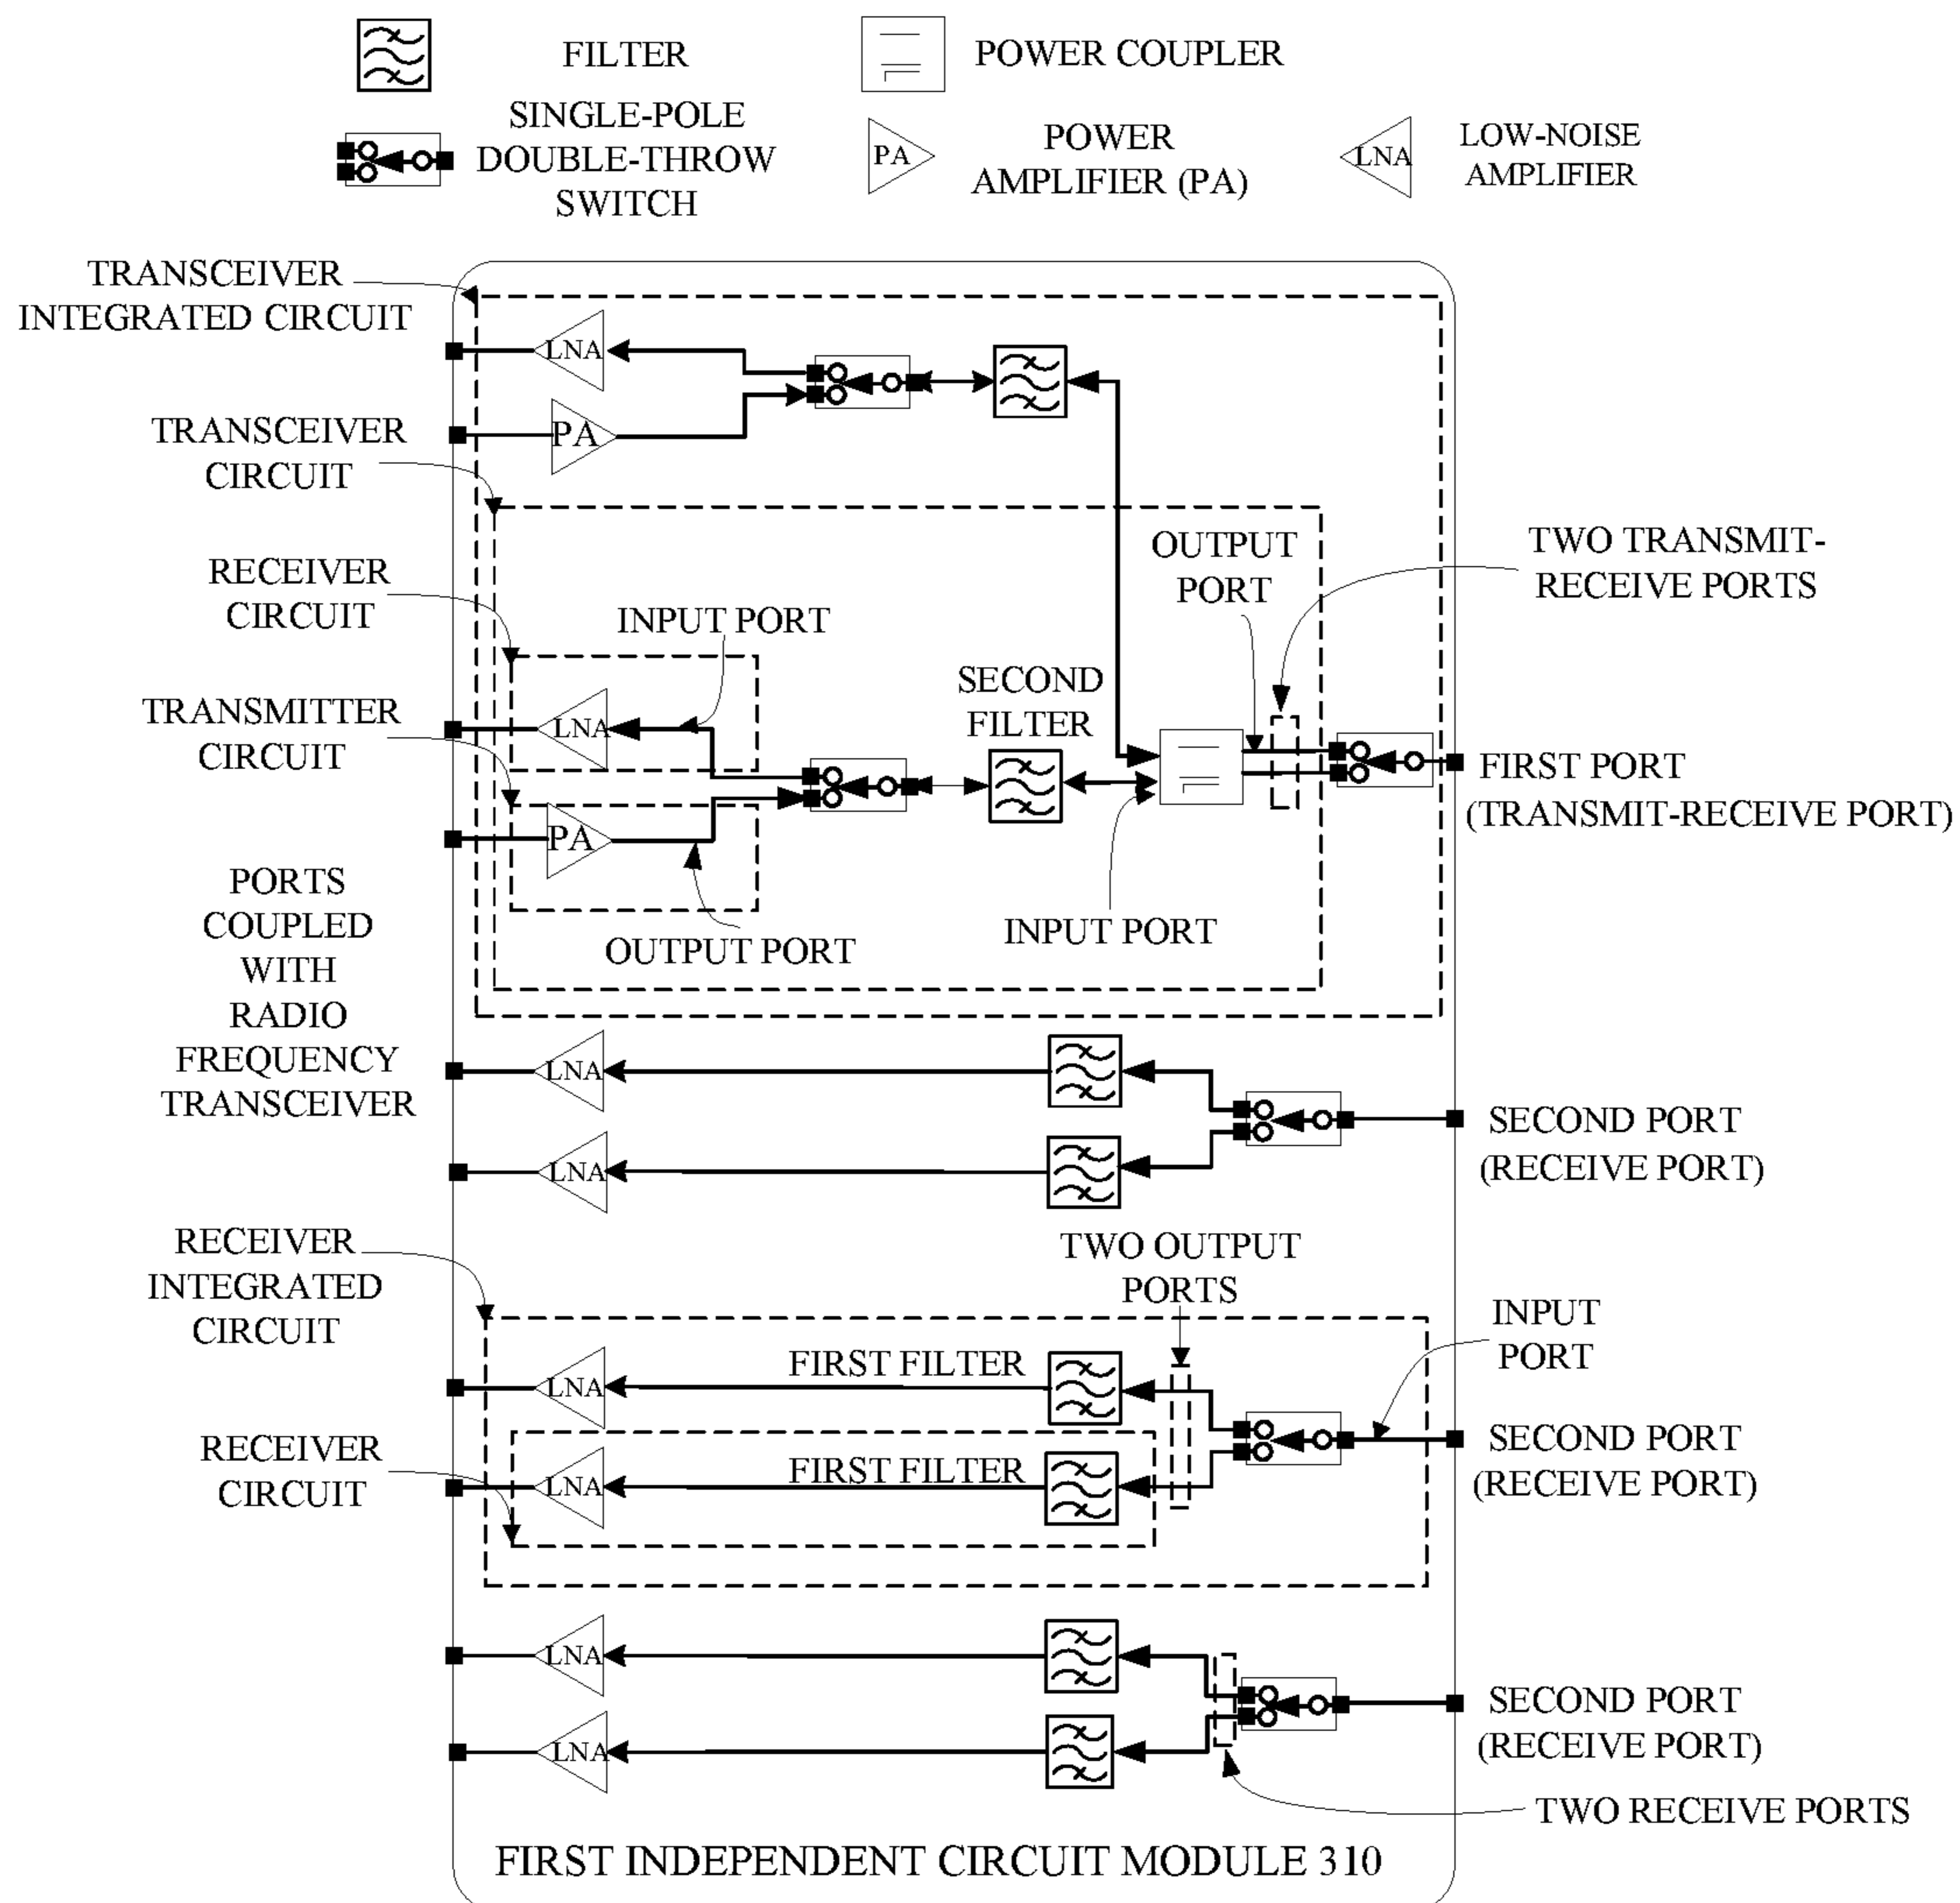 FILTER
POWER COUPLER
SINGLE-POLE
DOUBLE-THROW
SWITCH
PA
POWER
AMPLIFIER (PA)
LNA
LOW-NOISE
AMPLIFIER
TRANSCEIVER
INTEGRATED CIRCUIT
LNA
TRANSCEIVER
CIRCUIT
PA
RECEIVER
CIRCUIT
INPUT PORT
OUTPUT
PORT
TWO TRANSMIT-
RECEIVE PORTS
TRANSMITTER
CIRCUIT
LNA
SECOND
FILTER
FIRST PORT
(TRANSMIT-RECEIVE PORT)
PA
OUTPUT PORT
INPUT PORT
PORTS
COUPLED
WITH
RADIO
FREQUENCY
TRANSCEIVER
LNA
LNA
SECOND PORT
(RECEIVE PORT)
RECEIVER
INTEGRATED
CIRCUIT
TWO OUTPUT
PORTS
INPUT
PORT
LNA
FIRST FILTER
RECEIVER
CIRCUIT
LNA
FIRST FILTER
SECOND PORT
(RECEIVE PORT)
LNA
LNA
SECOND PORT
(RECEIVE PORT)
TWO RECEIVE PORTS
FIRST INDEPENDENT CIRCUIT MODULE 310